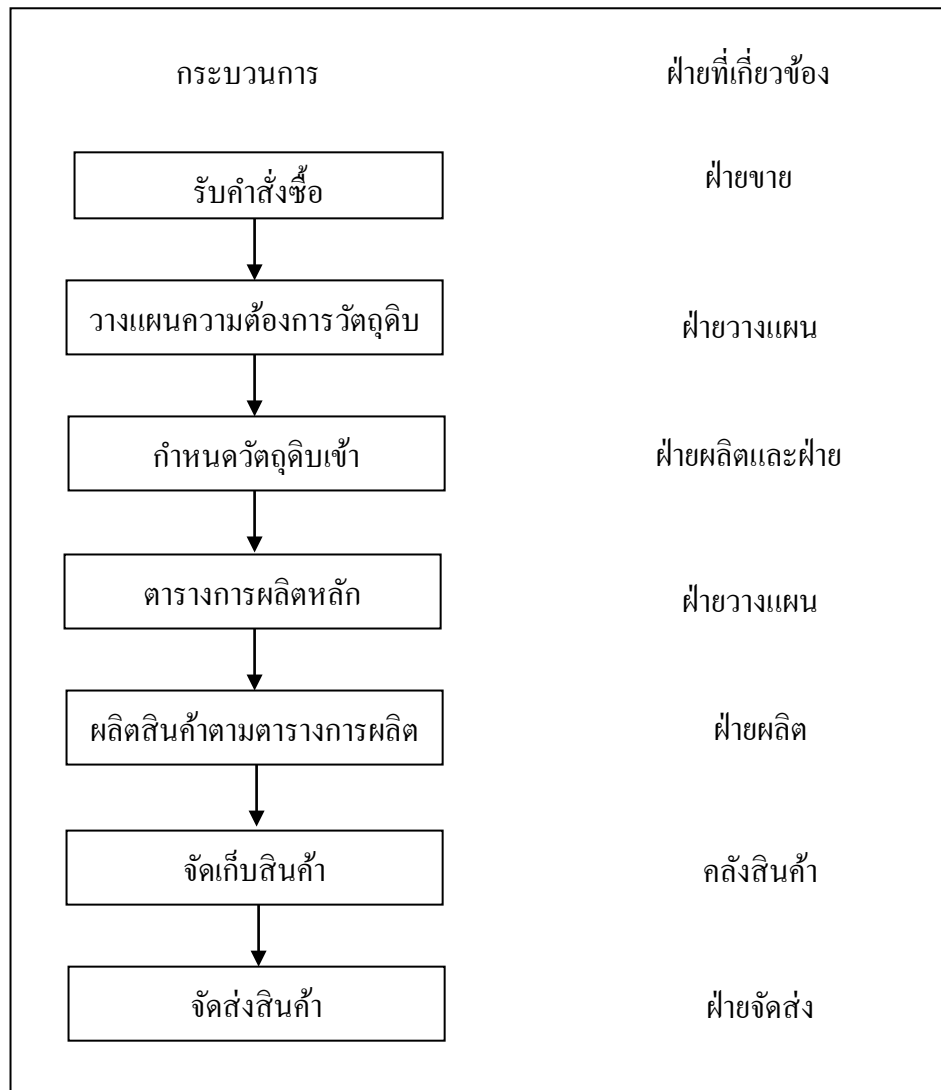 กระบวนการ ฝ่ายที่เกี่ยวข้อง
รับคำสั่งซื้อ ฝ่ายขาย
วางแผนความต้องการวัตถุดิบ ฝ่ายวางแผน
กำหนดวัตถุดิบเข้า ฝ่ายผลิตและฝ่าย
ตารางการผลิตหลัก ฝ่ายวางแผน
ผลิตสินค้าตามตารางการผลิต ฝ่ายผลิต
จัดเก็บสินค้า คลังสินค้า
จัดส่งสินค้า ฝ่ายจัดส่ง